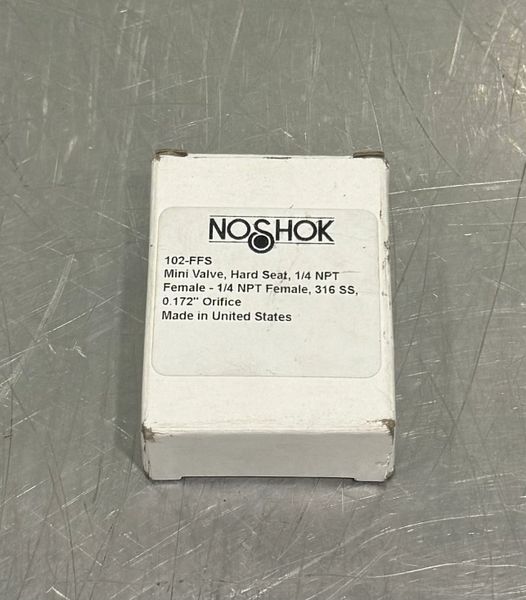 NOSHOK
102-FFS
Mini Valve, Hard Seat, 1/4 NPT
Female - 1/4 NPT Female, 316 SS,
0.172" Orifice
Made in United States